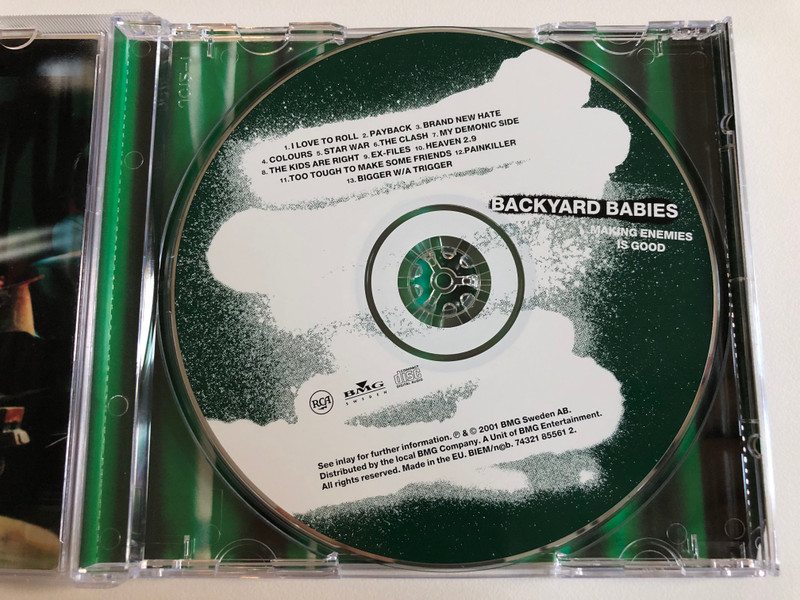 1. I LOVE TO ROLL 2. PAYBACK 3. BRAND NEW HATE
4. COLOURS 5. STAR WAR 6.THE CLASH 7. MY DEMONIC SIDE
8. THE KIDS ARE RIGHT 9. EX-FILES 10. HEAVEN 2.9
11.TOO TOUGH TO MAKE SOME FRIENDS 12.PAINKILLER
13. BIGGER W/A TRIGGER
BACKYARD BABIES
MAKING ENEMIES
IS GOOD
RCA
BMG
SWEDEN
COMPACT
disc
DIGITAL AUDIO
See inlay for further information. ℗ & © 2001 BMG Sweden AB.
Distributed by the local BMG Company. A Unit of BMG Entertainment.
All rights reserved. Made in the EU. BIEM/n©b. 74321 85561 2.